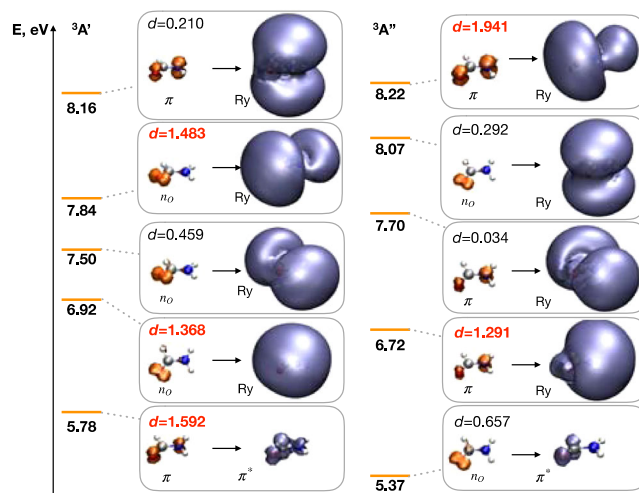 E, eV
³A'
d=0.210
π
Ry
8.16
d=1.483
n_O
Ry
7.84
d=0.459
n_O
Ry
7.50
6.92
d=1.368
n_O
Ry
5.78
d=1.592
π
π*
³A"
d=1.941
π
Ry
8.22
8.07
d=0.292
n_O
Ry
7.70
d=0.034
π
Ry
6.72
d=1.291
π
Ry
d=0.657
n_O
π*
5.37